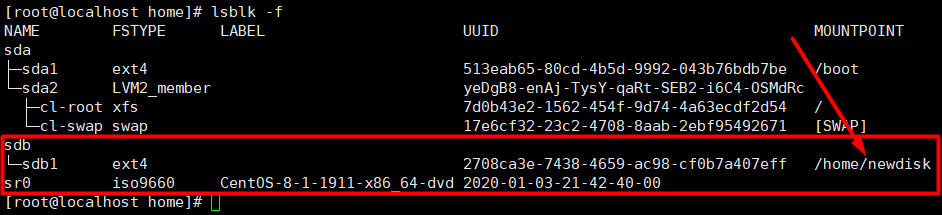 [root@localhost home]# lsblk -f
NAME FSTYPE LABEL UUID MOUNTPOINT
sda
├─sda1 ext4 513eab65-80cd-4b5d-9992-043b76bdb7be /boot
└─sda2 LVM2_member yeDgB8-enAj-TysY-qaRt-SEB2-i6C4-OSMdRc
├─cl-root xfs 7d0b43e2-1562-454f-9d74-4a63ecdf2d54 /
└─cl-swap swap 17e6cf32-23c2-4708-8aab-2ebf95492671 [SWAP]
sdb
└─sdb1 ext4 2708ca3e-7438-4659-ac98-cf0b7a407eff /home/newdisk
sr0 iso9660 CentOS-8-1-1911-x86_64-dvd 2020-01-03-21-42-40-00
[root@localhost home]#